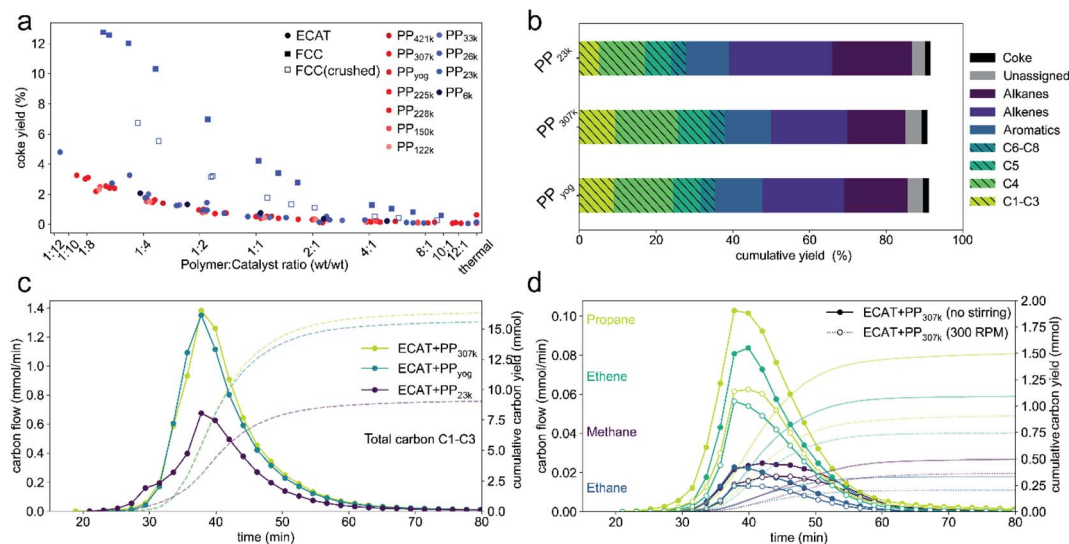 a
coke yield (%)
12
10
8
6
4
2
0
ECAT
FCC
FCC(crushed)
PP421k
PP307k
PPyog
PP225k
PP228k
PP150k
PP122k
PP33k
PP26k
PP23k
PP6k
1:12
1:10
1:8
1:4
1:2
1:1
2:1
4:1
8:1
10:1
12:1
thermal
Polymer:Catalyst ratio (wt/wt)
b
PP23k
PP307k
PPyog
0 20 40 60 80 100
cumulative yield (%)
Coke
Unassigned
Alkanes
Alkenes
Aromatics
C6-C8
C5
C4
C1-C3
c
carbon flow (mmol/min)
1.4
1.2
1.0
0.8
0.6
0.4
0.2
0.0
ECAT+PP307k
ECAT+PPyog
ECAT+PP23k
Total carbon C1-C3
15.0
12.5
10.0
7.5
5.0
2.5
0.0
cumulative carbon yield (mmol)
20 30 40 50 60 70 80
time (min)
d
carbon flow (mmol/min)
0.10
0.08
0.06
0.04
0.02
0.00
Propane
Ethene
Methane
Ethane
ECAT+PP307k (no stirring)
ECAT+PP307k (300 RPM)
2.00
1.75
1.50
1.25
1.00
0.75
0.50
0.25
0.00
cumulative carbon yield (mmol)
20 30 40 50 60 70 80
time (min)